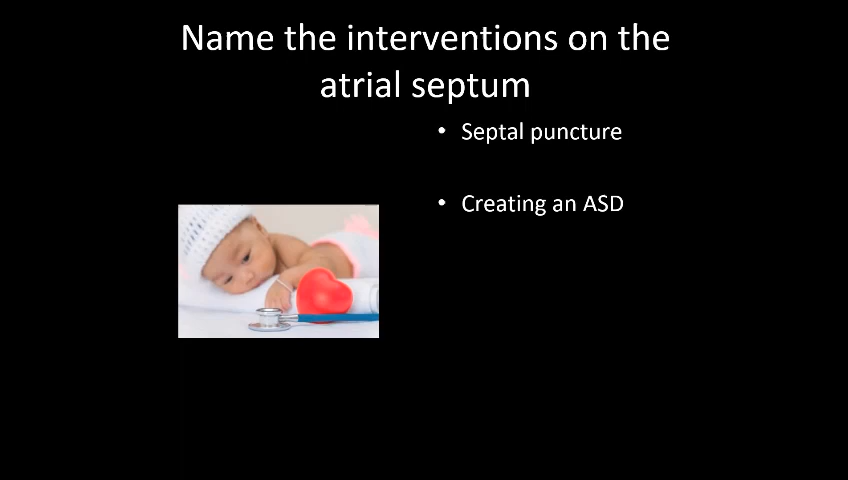 Name the interventions on the
atrial septum
• Septal puncture
• Creating an ASD